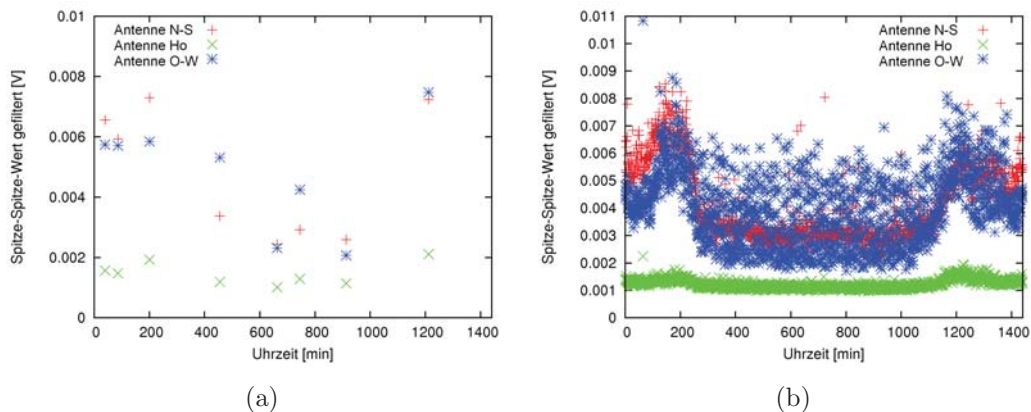 0.01
0.008
0.006
0.004
0.002
0
Spitze-Spitze-Wert gefiltert [V]
Antenne N-S
Antenne Ho
Antenne O-W
0 200 400 600 800 1000 1200 1400
Uhrzeit [min]
(a)
0.011
0.01
0.009
0.008
0.007
0.006
0.005
0.004
0.003
0.002
0.001
0
Spitze-Spitze-Wert gefiltert [V]
Antenne N-S
Antenne Ho
Antenne O-W
0 200 400 600 800 1000 1200 1400
Uhrzeit [min]
(b)